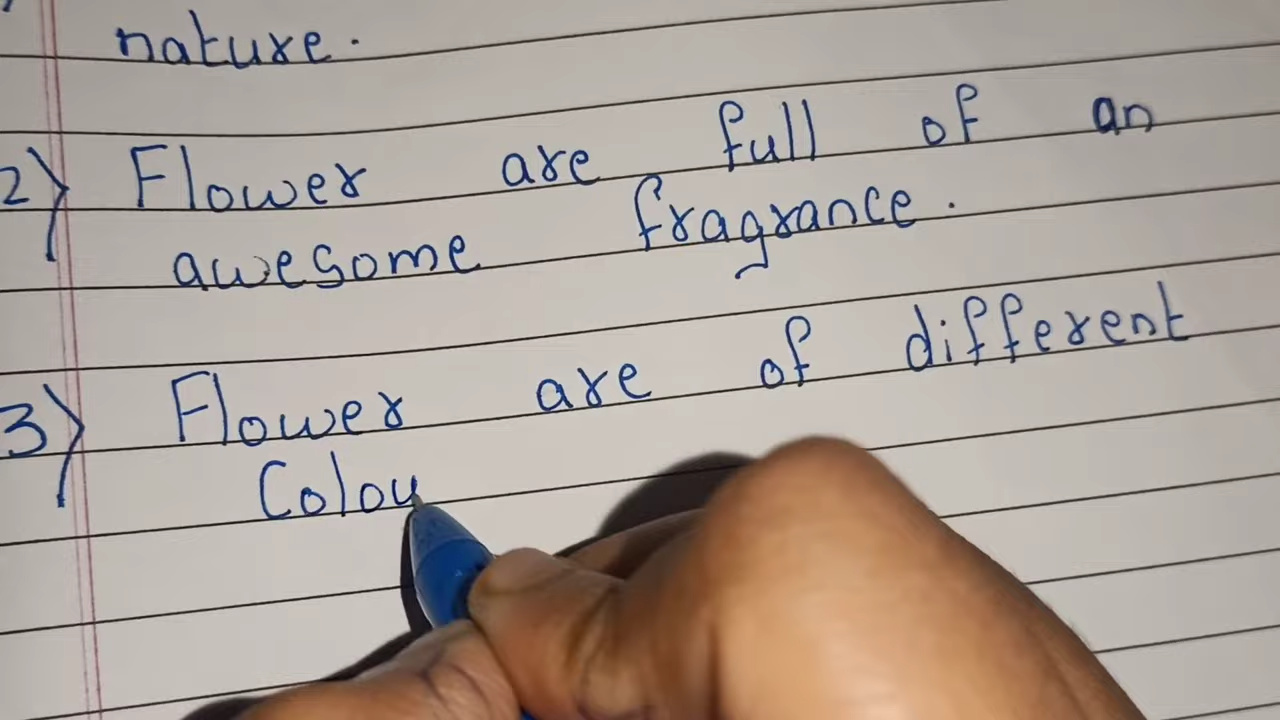 nature.
2) Flower are full of an
awesome fragrance.
3) Flower are of different
Colou